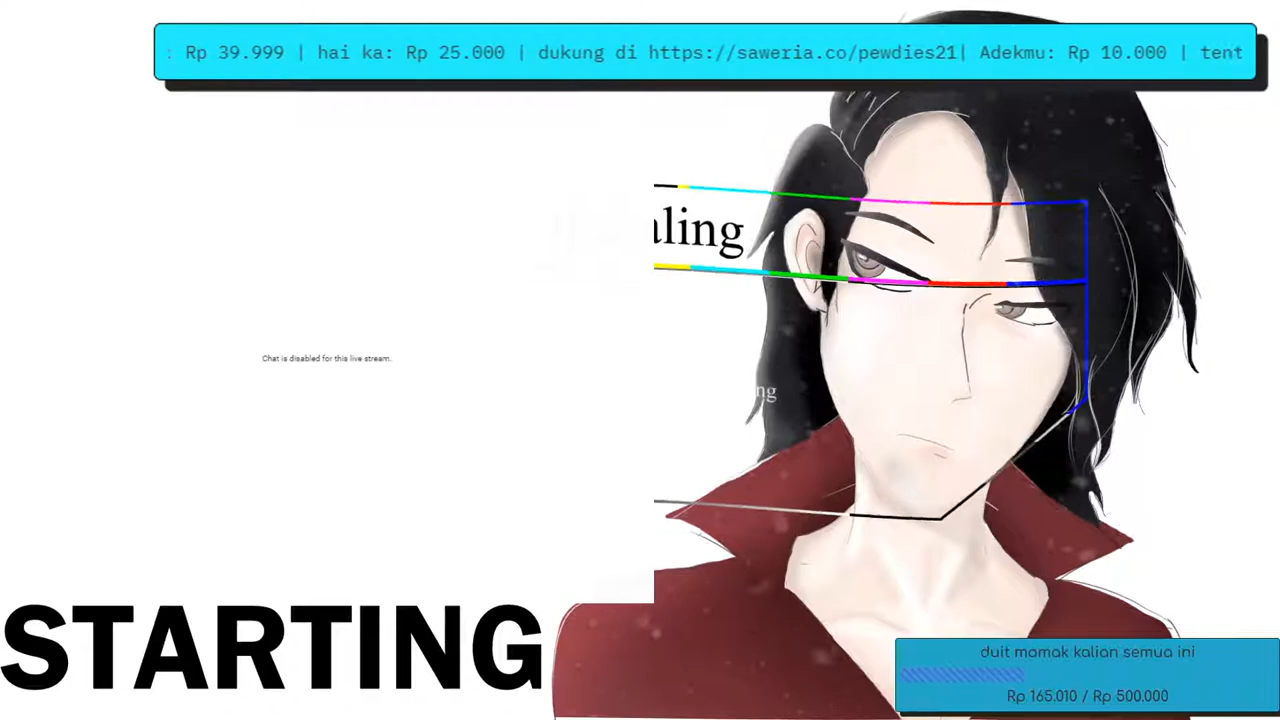 : Rp 39.999 | hai ka: Rp 25.000 | dukung di https://saweria.co/pewdies21| Adekmu: Rp 10.000 | tent
aling
Chat is disabled for this live stream.
ng
STARTING
duit mamak kalian semua ini
Rp 165.010 / Rp 500.000